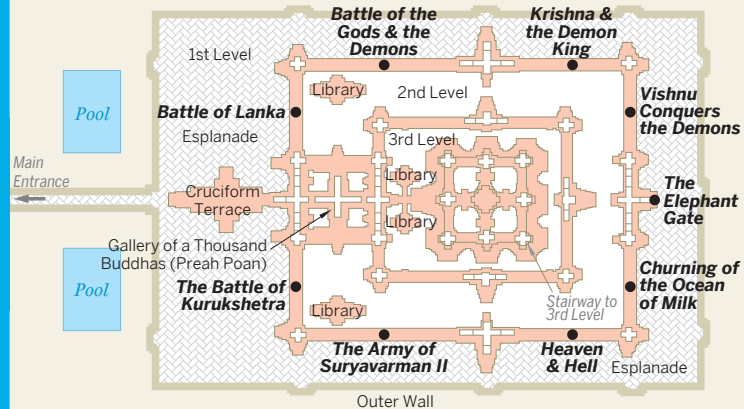 Battle of the
Gods & the
Demons
Krishna &
the Demon
King
1st Level
Library
2nd Level
Vishnu
Conquers
the Demons
Pool
Battle of Lanka
Esplanade
3rd Level
Main
Entrance
Library
Cruciform
Terrace
The
Elephant
Gate
Library
Gallery of a Thousand
Buddhas (Preah Poan)
Pool
The Battle of
Kurukshetra
Churning of
the Ocean
of Milk
Stairway to
3rd Level
Library
The Army of
Suryavarman II
Heaven
& Hell
Esplanade
Outer Wall